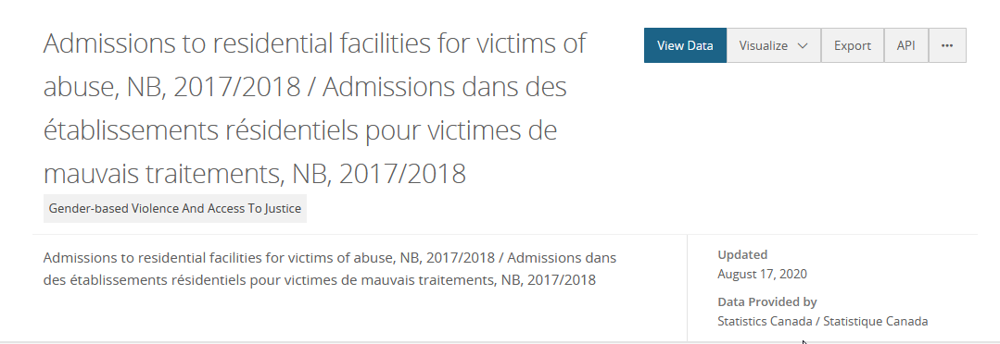 Admissions to residential facilities for victims of
abuse, NB, 2017/2018 / Admissions dans des
établissements résidentiels pour victimes de
mauvais traitements, NB, 2017/2018
View Data
Visualize
Export
API
...
Gender-based Violence And Access To Justice
Admissions to residential facilities for victims of abuse, NB, 2017/2018 / Admissions dans
des établissements résidentiels pour victimes de mauvais traitements, NB, 2017/2018
Updated
August 17, 2020
Data Provided by
Statistics Canada / Statistique Canada